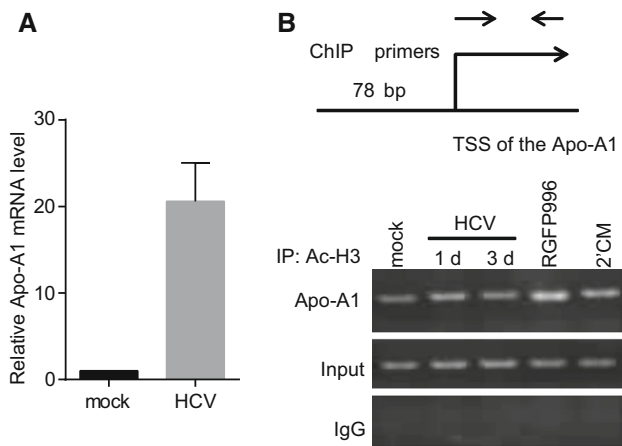 A
Relative Apo-A1 mRNA level
30
20
10
0
mock
HCV
B
ChIP primers
78 bp
TSS of the Apo-A1
IP: Ac-H3
mock
HCV
1 d
3 d
RGFP996
2'CM
Apo-A1
Input
IgG